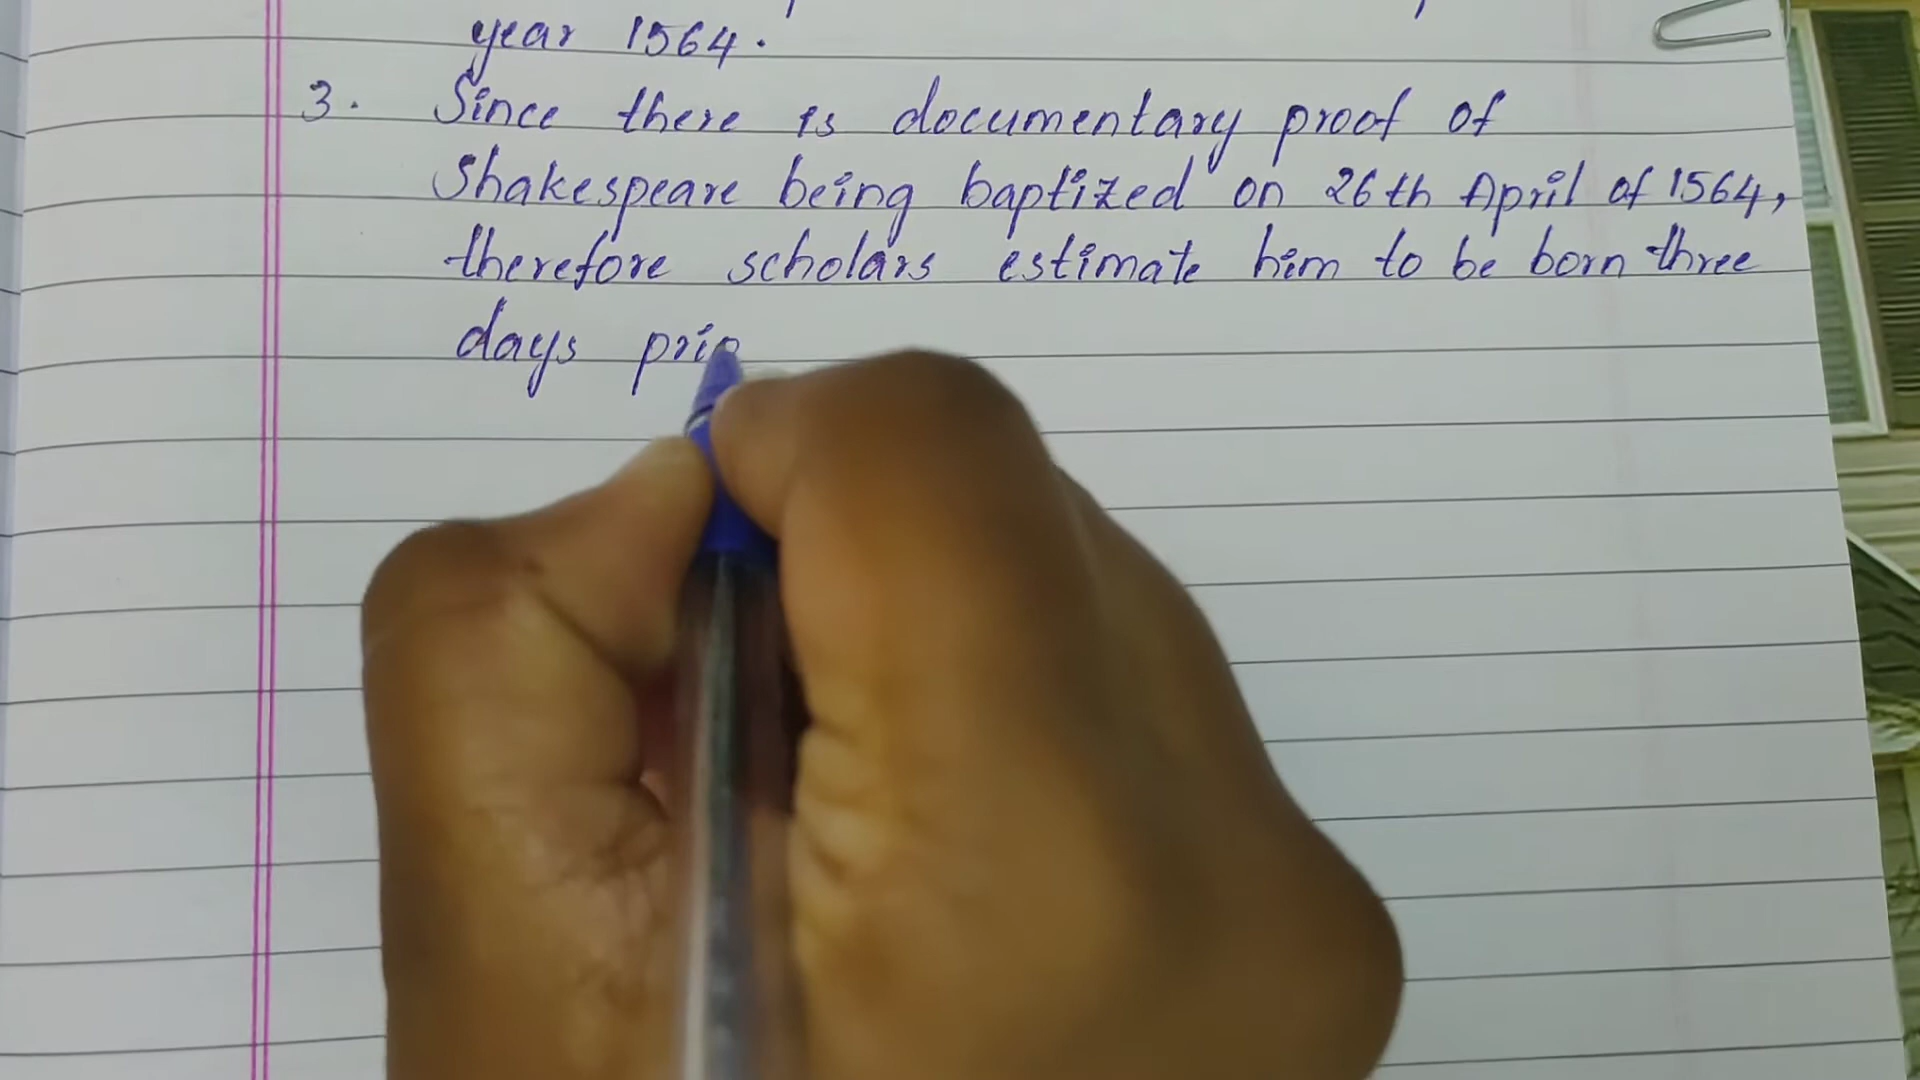 year 1564.
3. Since there is documentary proof of
Shakespeare being baptized on 26th April of 1564,
therefore scholars estimate him to be born three
days prio